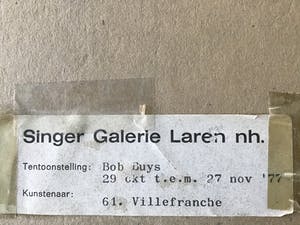 Singer Galerie Laren nh.
Tentoonstelling: Bob Buys
29 okt t.e.m. 27 nov '77
Kunstenaar:
61. Villefranche